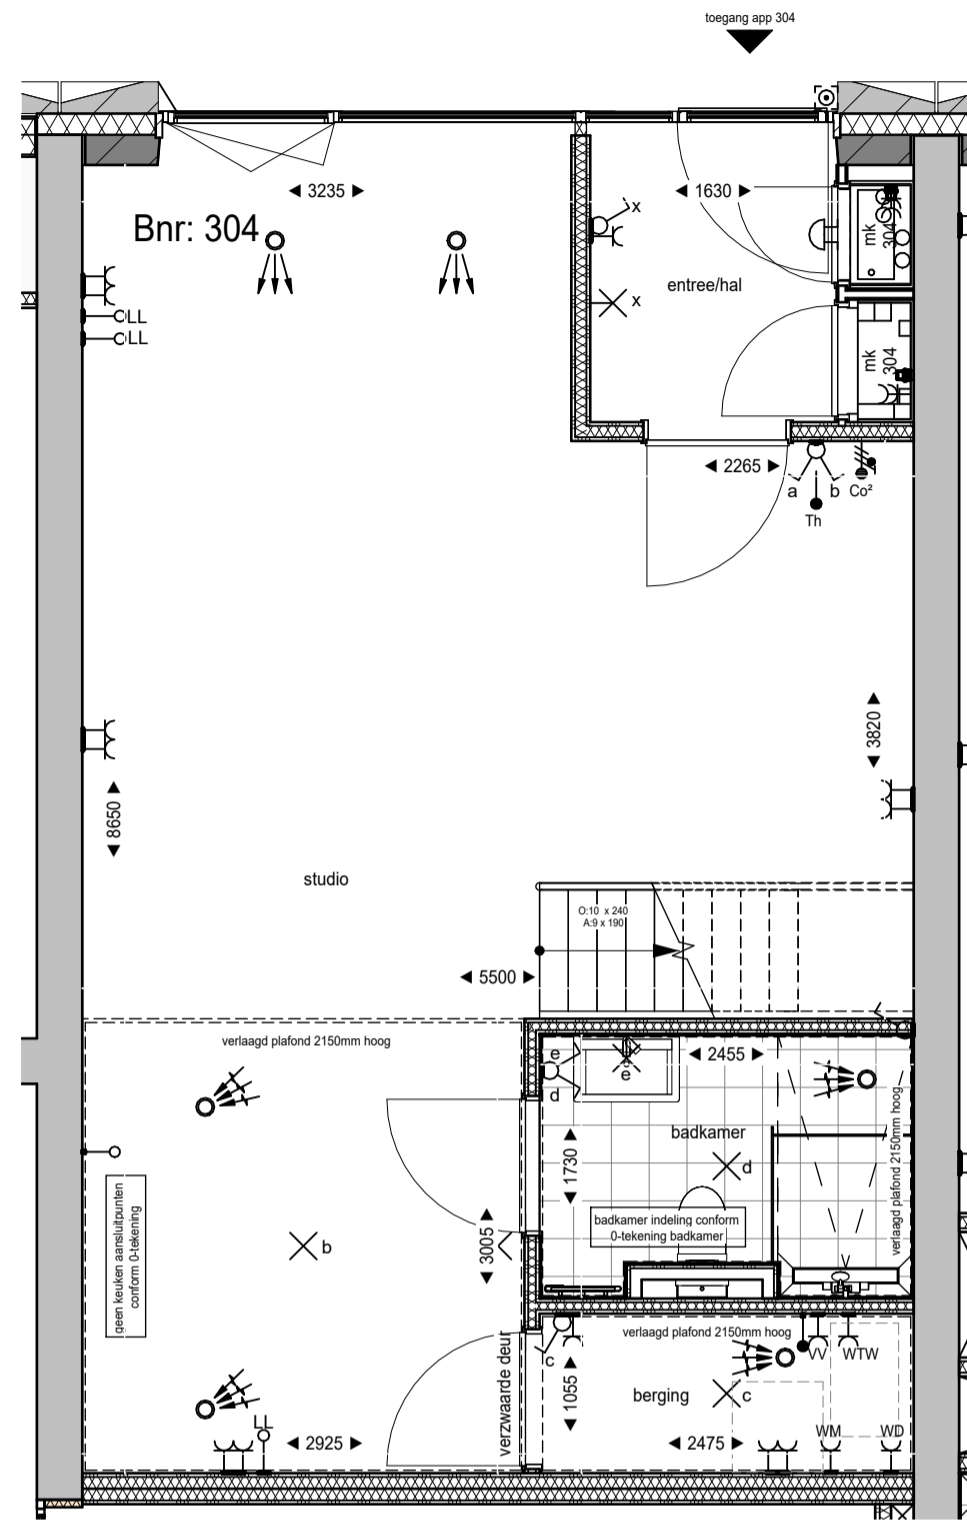 toegang app 304
3235
1630
x
Bnr: 304
mk
304
entree/hal
x
LL
LL
mk
304
2265
a
b
Co²
Th
3820
8650
studio
O:10 x 240
A:9 x 190
5500
verlaagd plafond 2150mm hoog
e
e
d
2455
badkamer
d
1730
verlaagd plafond 2150mm hoog
badkamer indeling conform
0-tekening badkamer
geen keuken aansluitpunten
conform 0-tekening
b
3005
verlaagd plafond 2150mm hoog
c
VV
WTW
verzwaarde deur
1055
berging
c
LL
2925
2475
WM
WD